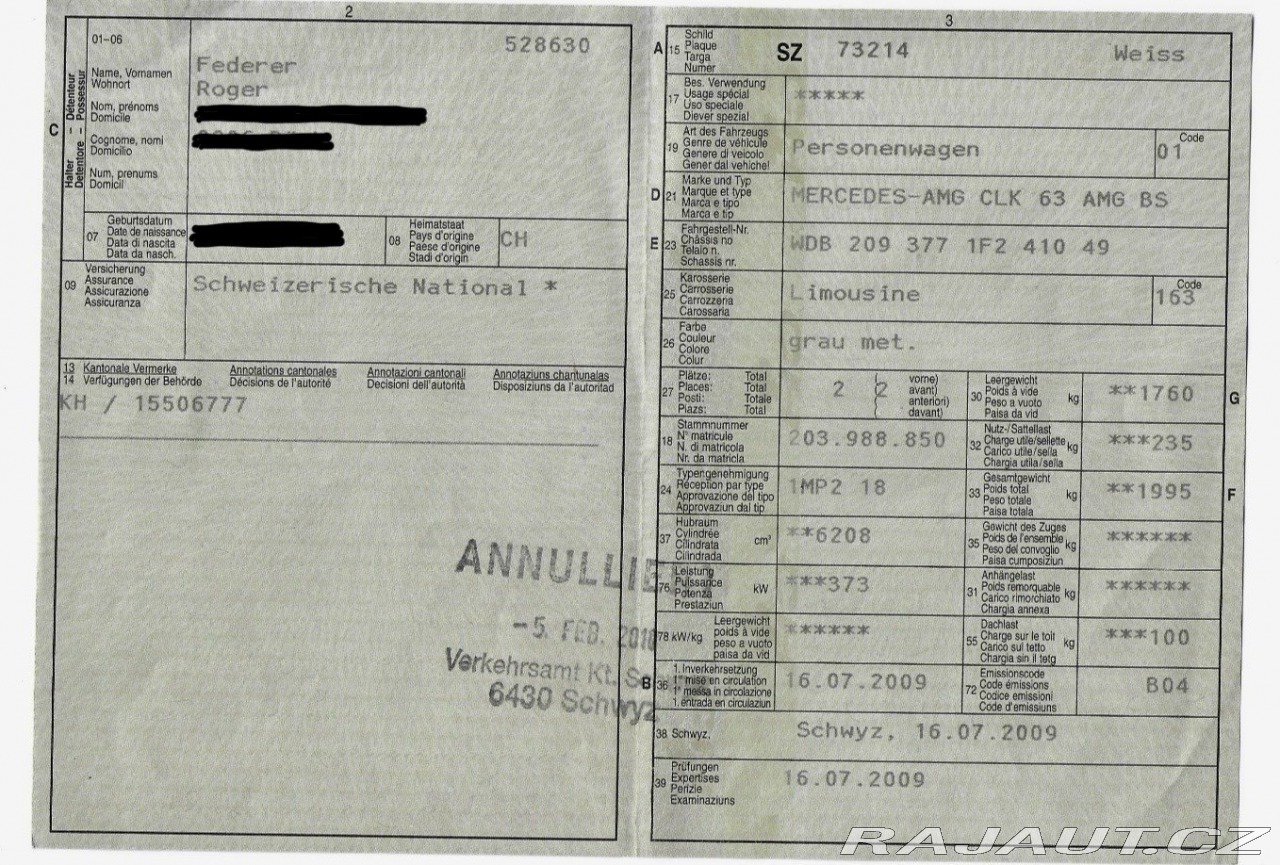 2
01-06
528630
Name, Vornamen
Wohnort
Nom, prénoms
Domicile
Cognome, nomi
Domicilio
Num, prenums
Domicil
Federer
Roger
C
Halter – Détenteur
Detentore – Possessur
07
Geburtsdatum
Date de naissance
Data di nascita
Data da nasch.
08
Heimatstaat
Pays d'origine
Paese d'origine
Stadi d'origin
CH
09
Versicherung
Assurance
Assicurazione
Assicuranza
Schweizerische National *
13 Kantonale Vermerke
14 Verfügungen der Behörde
Annotations cantonales
Décisions de l'autorité
Annotazioni cantonali
Decisioni dell'autorità
Annotaziuns chantunalas
Disposiziuns da l'autoritad
KH / 15506777
ANNULLIE
-5. FEB. 2010
Verkehrsamt Kt. S
6430 Schwyz
3
A
15
Schild
Plaque
Targa
Numer
SZ 73214 Weiss
17
Bes. Verwendung
Usage spécial
Uso speciale
Diever spezial
*****
19
Art des Fahrzeugs
Genre de véhicule
Genere di veicolo
Gener dal vehichel
Personenwagen
Code
01
D
21
Marke und Typ
Marque et type
Marca e tipo
Marca e tip
MERCEDES-AMG CLK 63 AMG BS
E
23
Fahrgestell-Nr.
Châssis no
Telaio n.
Schassis nr.
WDB 209 377 1F2 410 49
25
Karosserie
Carrosserie
Carrozzeria
Carossaria
Limousine
Code
163
26
Farbe
Couleur
Colore
Colur
grau met.
27
Plätze: Total
Places: Total
Posti: Totale
Plazs: Total
2 (2
vorne)
avant)
anteriori)
davant)
30
Leergewicht
Poids à vide
Peso a vuoto
Paisa da vid
kg
**1760
G
18
Stammnummer
N° matricule
N. di matricola
Nr. da matricla
203.988.850
32
Nutz-/Sattellast
Charge utile/sellette
Carico utile/sella
Chargia utila/sella
kg
***235
24
Typengenehmigung
Réception par type
Approvazione del tipo
Approvaziun dal tip
1MP2 18
33
Gesamtgewicht
Poids total
Peso totale
Paisa totala
kg
**1995
F
37
Hubraum
Cylindrée
Cilindrata
Cilindrada
cm³
**6208
35
Gewicht des Zuges
Poids de l'ensemble
Peso del convoglio
Paisa cumposiziun
kg
******
76
Leistung
Puissance
Potenza
Prestaziun
kW
***373
31
Anhängelast
Poids remorquable
Carico rimorchiato
Chargia annexa
kg
******
78 kW/kg
Leergewicht
poids à vide
peso a vuoto
paisa da vid
******
55
Dachlast
Charge sur le toit
Carico sul tetto
Chargia sin il tetg
kg
***100
B
36
1. Inverkehrsetzung
1re mise en circulation
1a messa in circolazione
1. entrada en circulaziun
16.07.2009
72
Emissionscode
Code émissions
Codice emissioni
Code d'emissiuns
B04
38 Schwyz,
Schwyz, 16.07.2009
39
Prüfungen
Expertises
Perizie
Examinaziuns
16.07.2009
RAJAUT.CZ